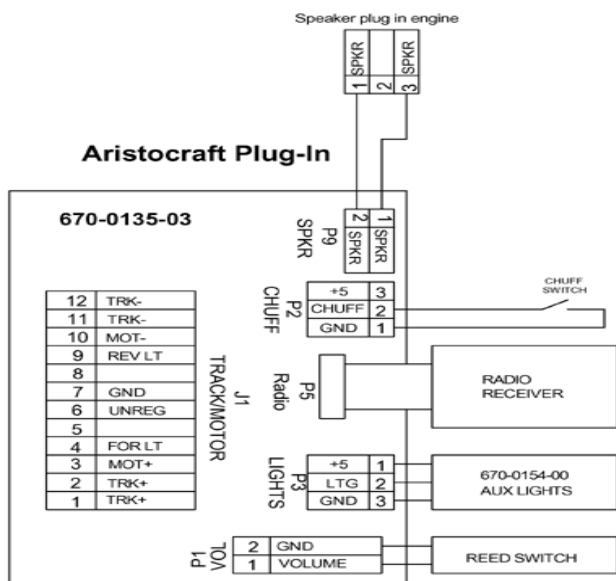 Speaker plug in engine
SPKR SPKR
1 2 3
Aristocraft Plug-In
670-0135-03
P9
SPKR
2 SPKR
1 SPKR
P2
CHUFF
+5 3
CHUFF 2
GND 1
CHUFF
SWITCH
J1
TRACK/MOTOR
12 TRK-
11 TRK-
10 MOT-
9 REV LT
8
7 GND
6 UNREG
5
4 FOR LT
3 MOT+
2 TRK+
1 TRK+
P5
Radio
RADIO
RECEIVER
P3
LIGHTS
+5 1
LTG 2
GND 3
670-0154-00
AUX LIGHTS
P1
VOL
2 GND
1 VOLUME
REED SWITCH